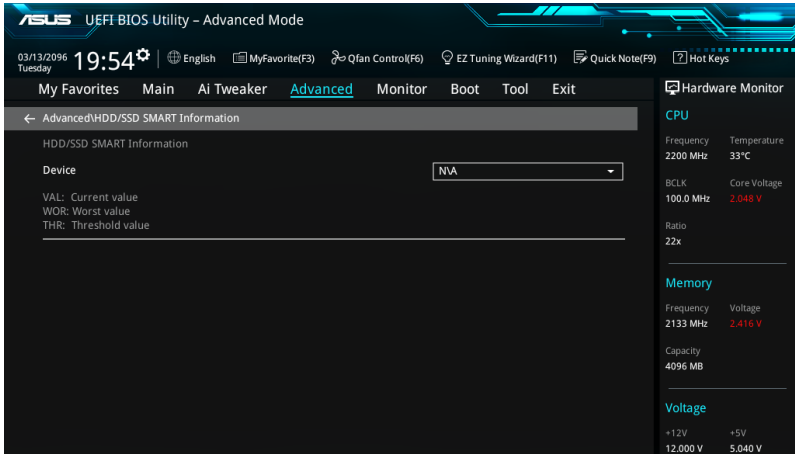 ASUS UEFI BIOS Utility – Advanced Mode
03/13/2096 Tuesday 19:54 English MyFavorite(F3) Qfan Control(F6) EZ Tuning Wizard(F11) Quick Note(F9) ? Hot Keys
My Favorites Main Ai Tweaker Advanced Monitor Boot Tool Exit
← Advanced\HDD/SSD SMART Information
HDD/SSD SMART Information
Device N\A
VAL: Current value
WOR: Worst value
THR: Threshold value
Hardware Monitor
CPU
Frequency Temperature
2200 MHz 33°C
BCLK Core Voltage
100.0 MHz 2.048 V
Ratio
22x
Memory
Frequency Voltage
2133 MHz 2.416 V
Capacity
4096 MB
Voltage
+12V +5V
12.000 V 5.040 V